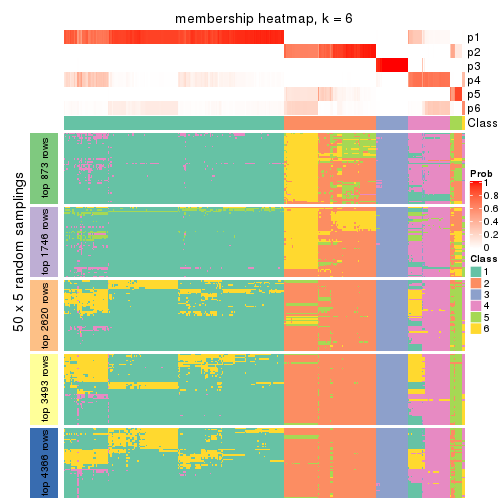 membership heatmap, k = 6
p1
p2
p3
p4
p5
p6
Class
50 x 5 random samplings
top 873 rows
top 1746 rows
top 2620 rows
top 3493 rows
top 4366 rows
Prob
1
0.8
0.6
0.4
0.2
0
Class
1
2
3
4
5
6